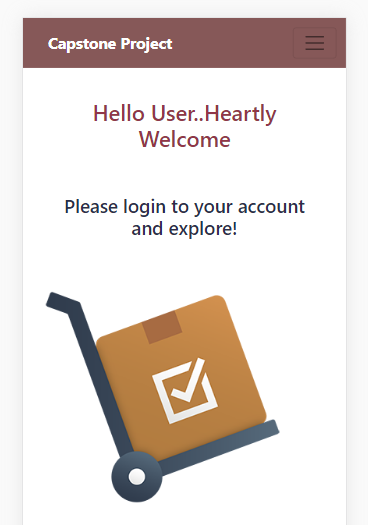 Capstone Project
Hello User..Heartly
Welcome
Please login to your account
and explore!